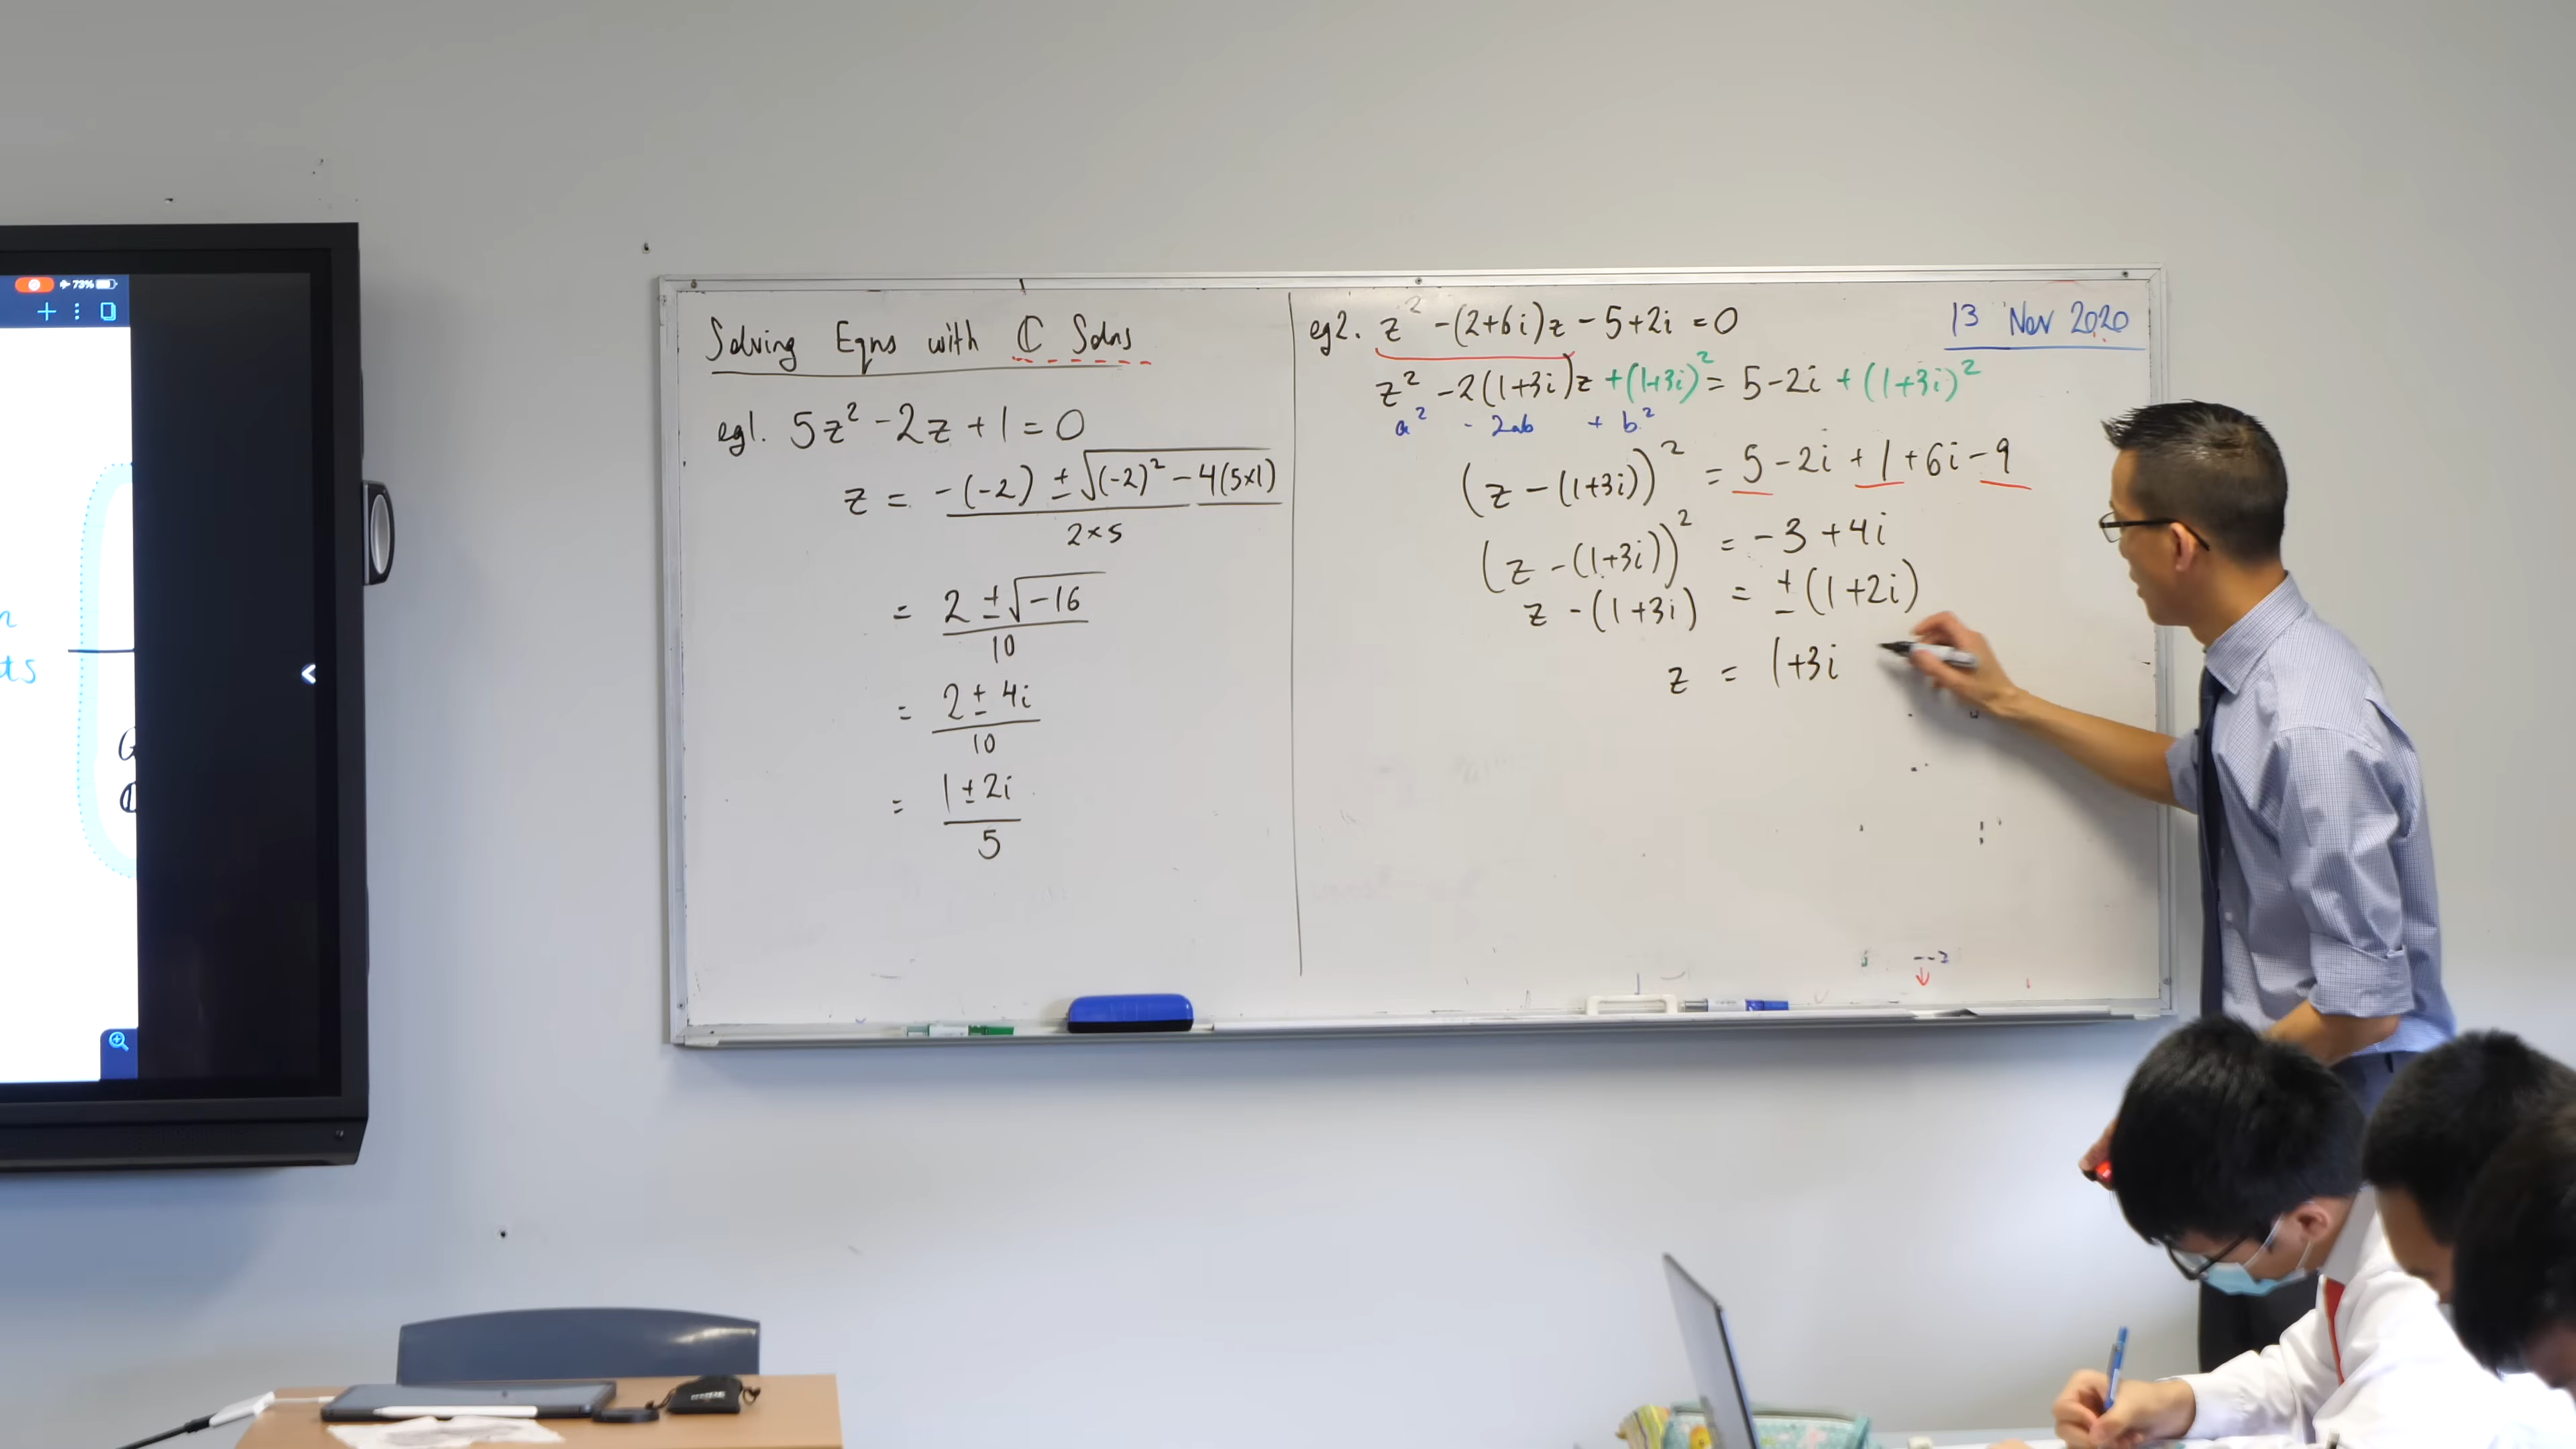 73%
ts
Solving Eqns with ℂ Solns
eg1. 5z² - 2z + 1 = 0
z = -(-2) ± √(-2)² - 4(5×1)
2×5
= 2 ± √-16
10
= 2 ± 4i
10
= 1 ± 2i
5
13 Nov 2020
eg2. z² - (2+6i)z - 5 + 2i = 0
z² - 2(1+3i)z + (1+3i)² = 5 - 2i + (1+3i)²
a² - 2ab + b²
(z - (1+3i))² = 5 - 2i + 1 + 6i - 9
(z - (1+3i))² = -3 + 4i
z - (1+3i) = ± (1+2i)
z = 1+3i